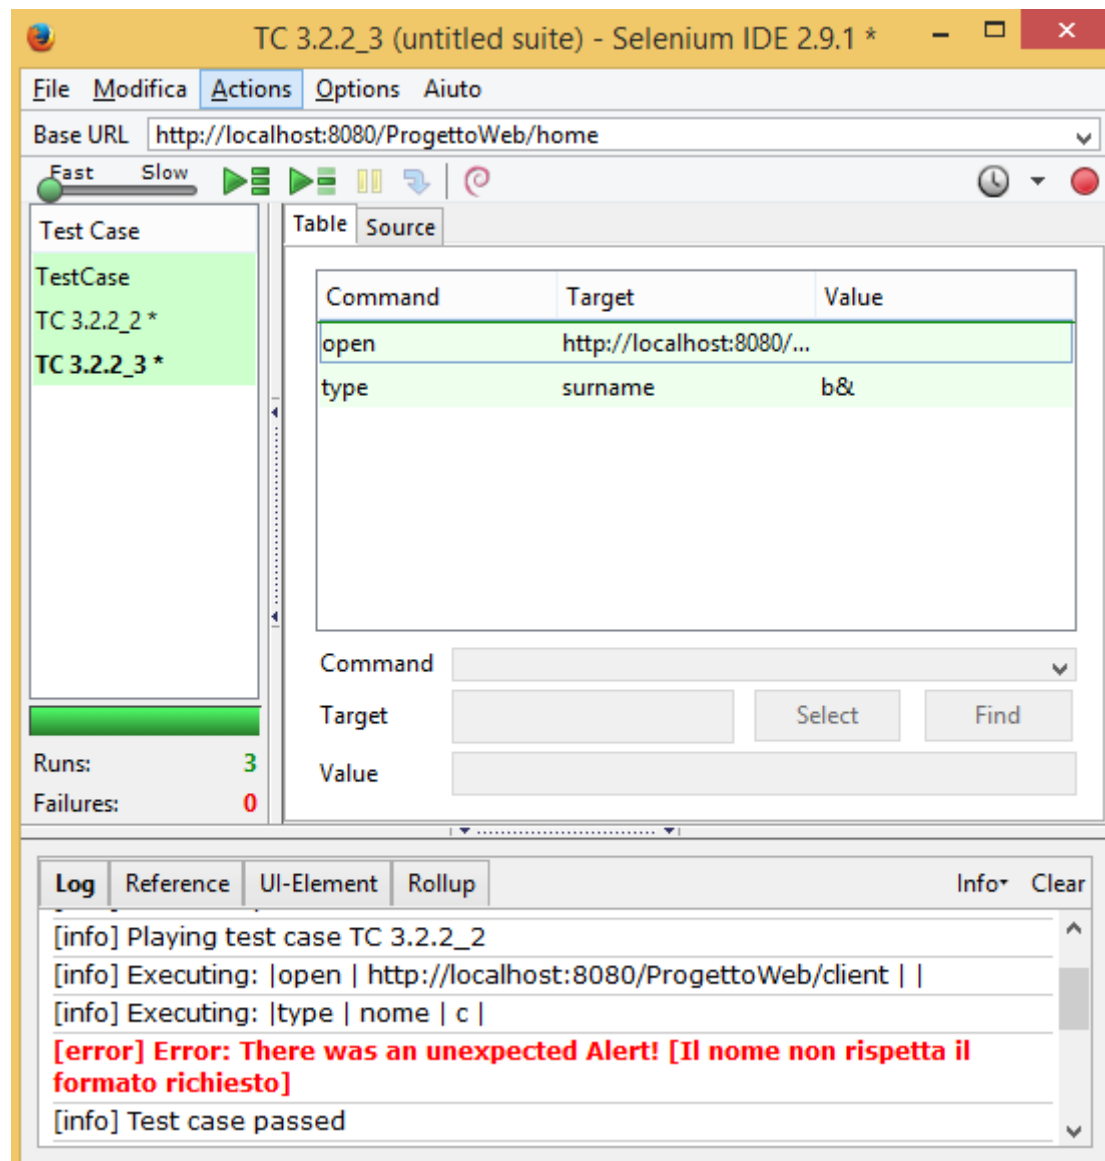 TC 3.2.2_3 (untitled suite) - Selenium IDE 2.9.1 *
File Modifica Actions Options Aiuto
Base URL http://localhost:8080/ProgettoWeb/home
Fast Slow
Test Case
TestCase
TC 3.2.2_2 *
TC 3.2.2_3 *
Runs: 3
Failures: 0
Table Source
Command Target Value
open http://localhost:8080/...
type surname b&
Command
Target Select Find
Value
Log Reference UI-Element Rollup Info Clear
[info] Playing test case TC 3.2.2_2
[info] Executing: |open | http://localhost:8080/ProgettoWeb/client | |
[info] Executing: |type | nome | c |
[error] Error: There was an unexpected Alert! [Il nome non rispetta il
formato richiesto]
[info] Test case passed